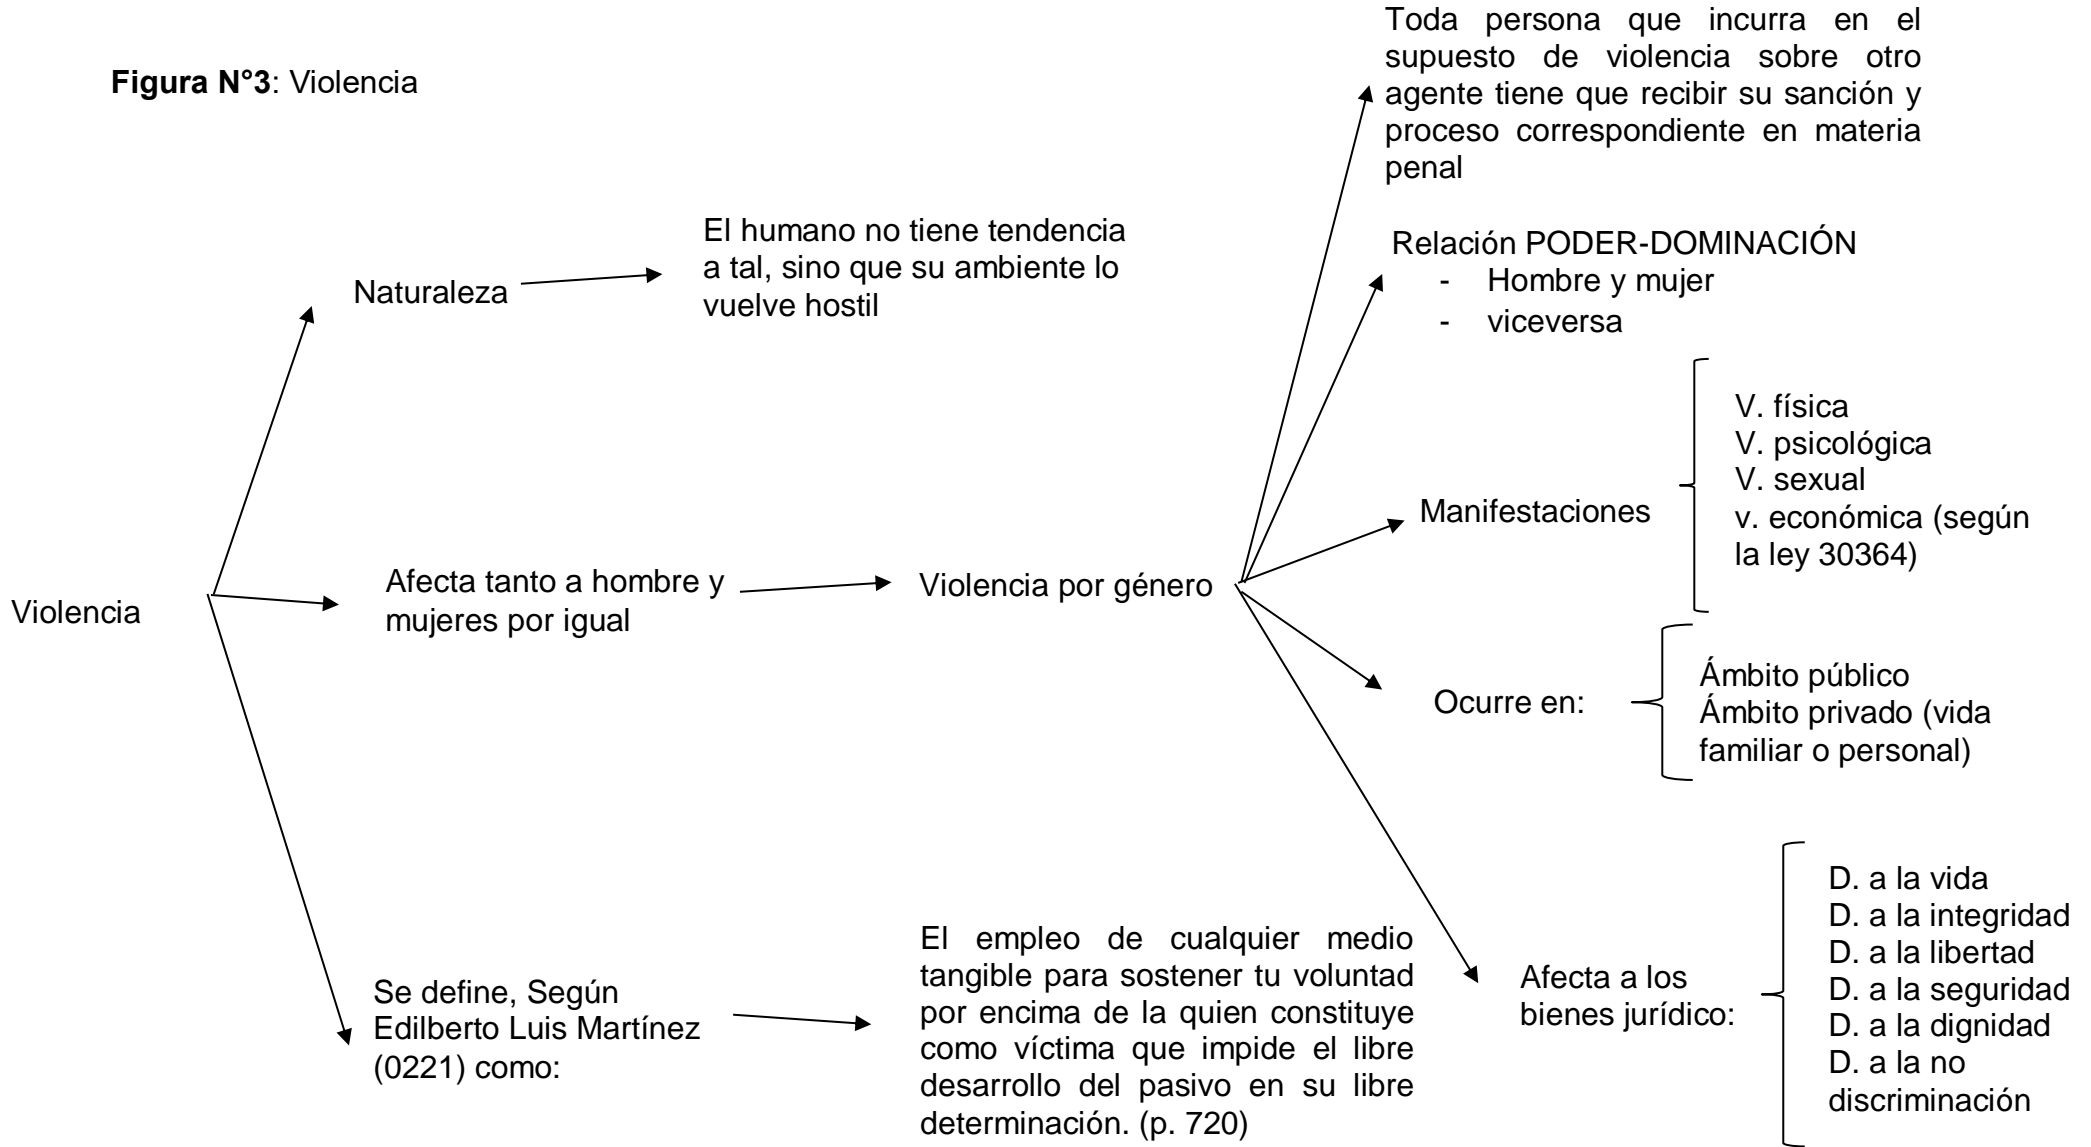 Figura N°3: Violencia
Violencia
Naturaleza
El humano no tiene tendencia
a tal, sino que su ambiente lo
vuelve hostil
Afecta tanto a hombre y
mujeres por igual
Violencia por género
Se define, Según
Edilberto Luis Martínez
(0221) como:
El empleo de cualquier medio
tangible para sostener tu voluntad
por encima de la quien constituye
como víctima que impide el libre
desarrollo del pasivo en su libre
determinación. (p. 720)
Toda persona que incurra en el
supuesto de violencia sobre otro
agente tiene que recibir su sanción y
proceso correspondiente en materia
penal
Relación PODER-DOMINACIÓN
- Hombre y mujer
- viceversa
Manifestaciones
V. física
V. psicológica
V. sexual
v. económica (según
la ley 30364)
Ocurre en:
Ámbito público
Ámbito privado (vida
familiar o personal)
Afecta a los
bienes jurídico:
D. a la vida
D. a la integridad
D. a la libertad
D. a la seguridad
D. a la dignidad
D. a la no
discriminación